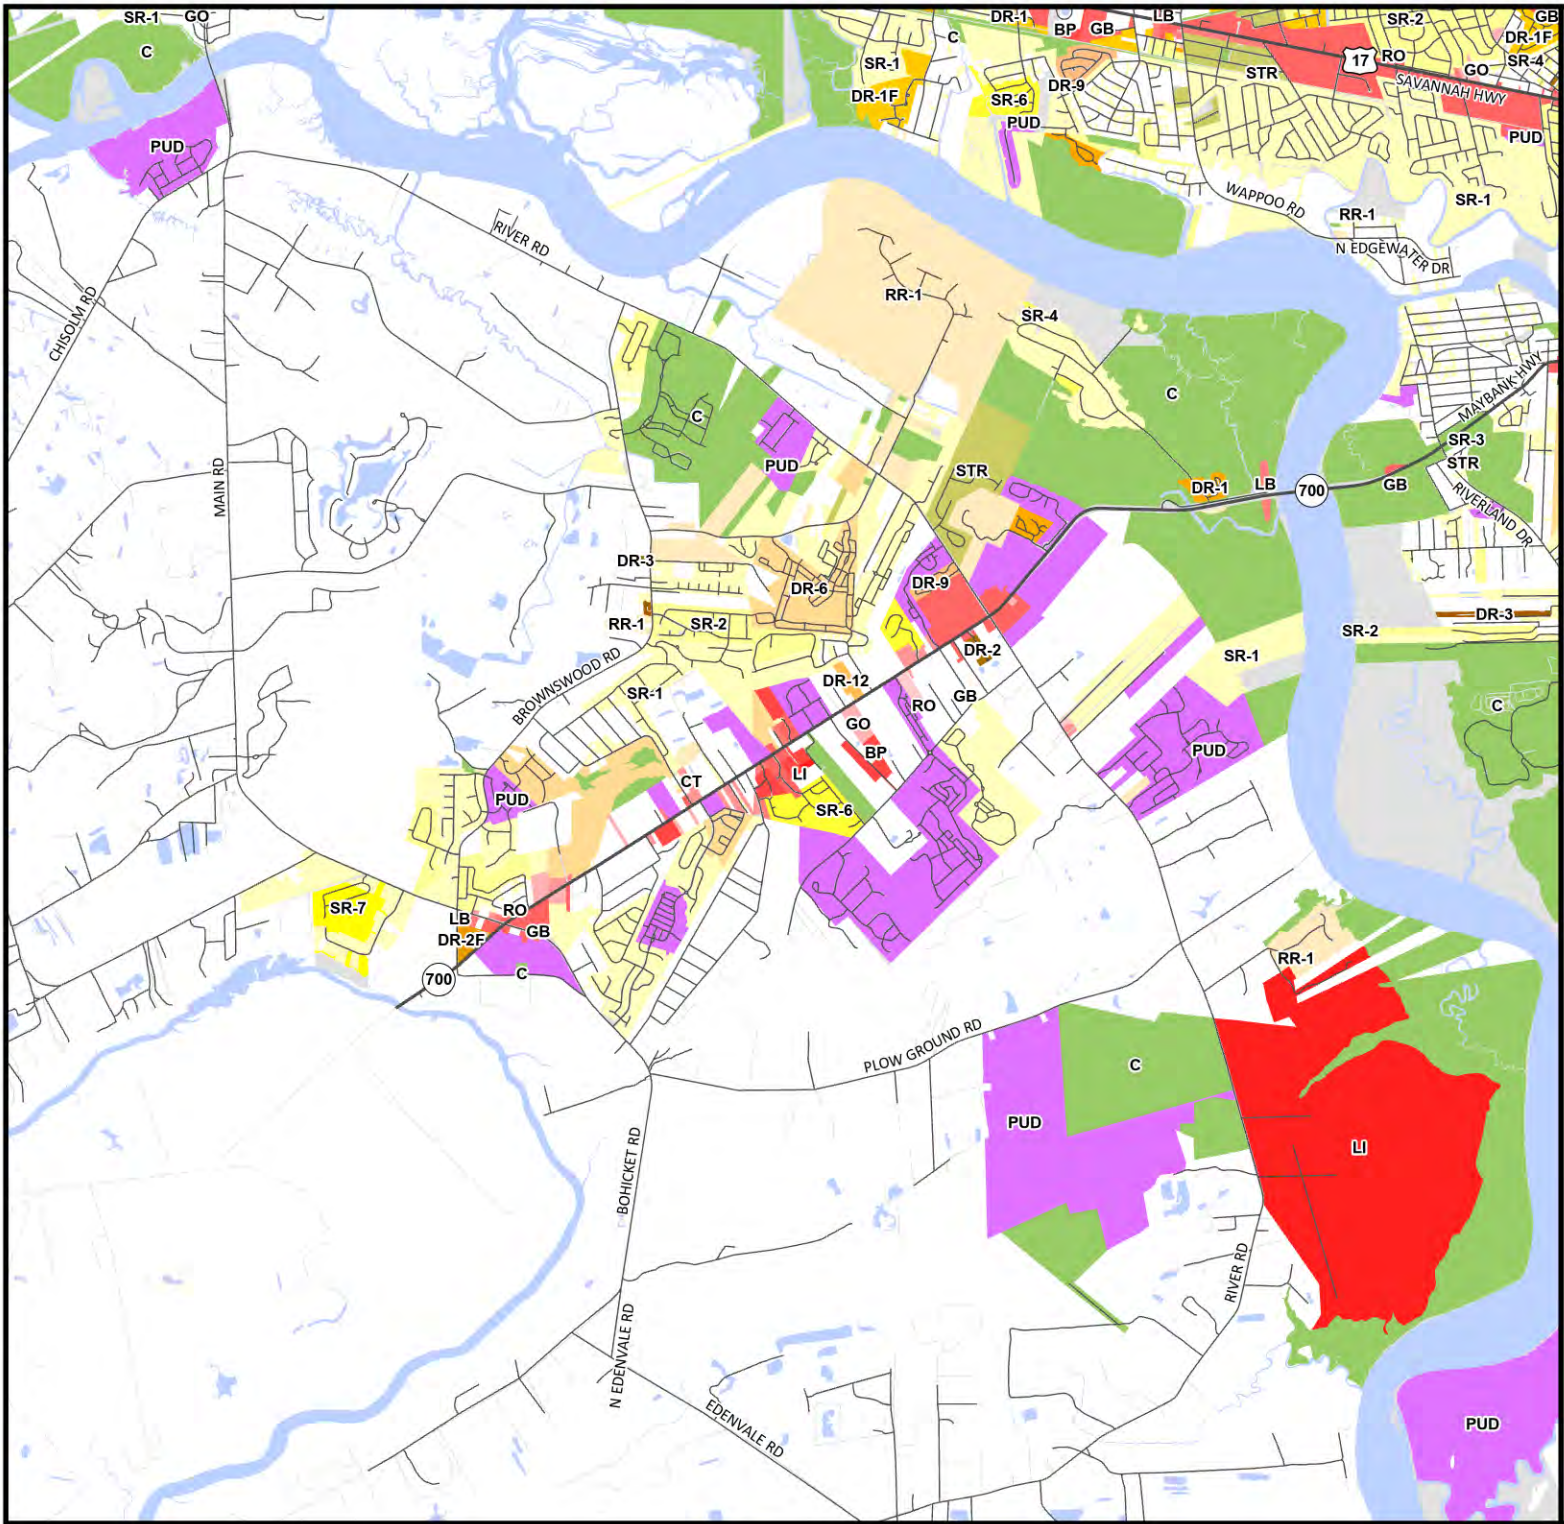 SR-1
GO
DR-1
LB
SR-2
GB
C
BP
GB
DR-1F
C
SR-1
17
RO
SR-4
DR-9
STR
GO
DR-1F
SR-6
SAVANNAH HWY
PUD
PUD
PUD
WAPPOO RD
SR-1
RR-1
RIVER RD
N EDGEWATER DR
RR-1
CHISOLM RD
SR-4
C
MAYBANK HWY
C
SR-3
PUD
STR
STR
MAIN RD
DR-1
LB
700
GB
RIVERLAND DR
DR-3
DR-6
DR-9
RR-1
SR-2
DR-3
SR-2
DR-2
SR-1
BROWNSWOOD RD
SR-1
DR-12
GB
RO
C
GO
BP
PUD
LI
CT
PUD
SR-6
SR-7
LB
RO
GB
DR-2F
RR-1
700
C
PLOW GROUND RD
C
PUD
LI
BOHICKET RD
RIVER RD
N EDENVALE RD
EDENVALE RD
PUD